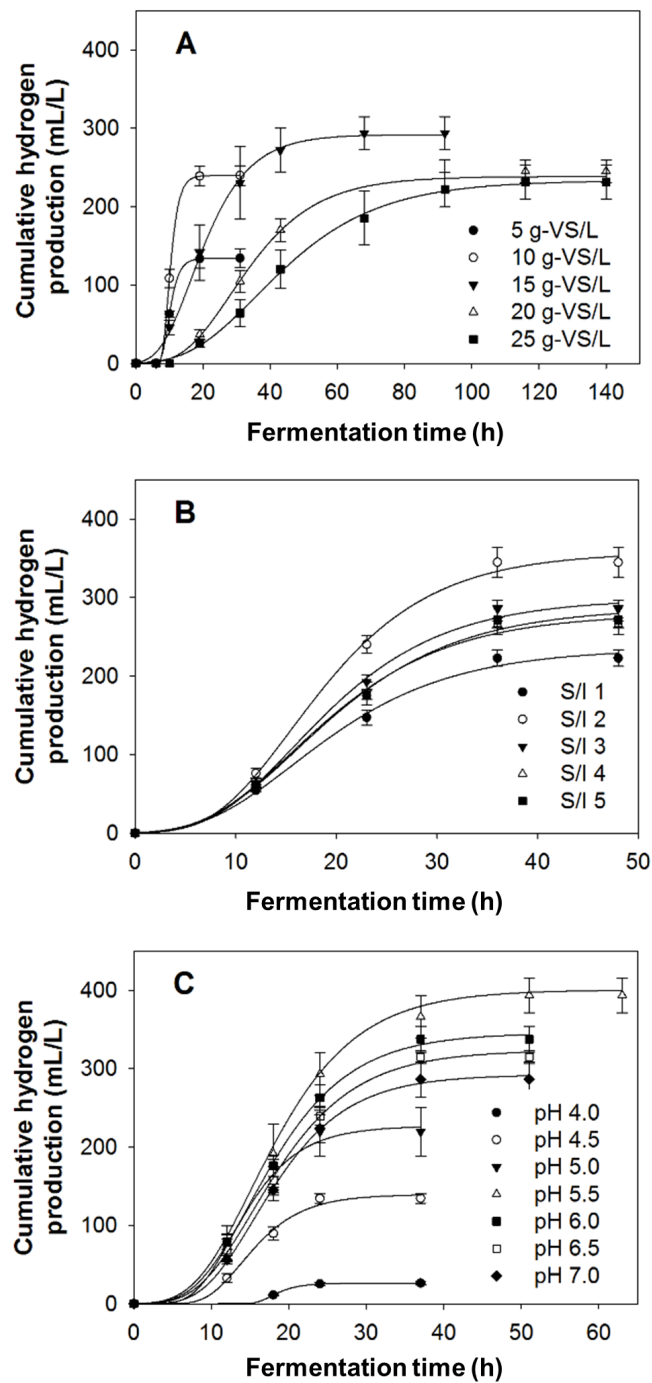 A
Cumulative hydrogen
production (mL/L)
400
300
200
100
0
5 g-VS/L
10 g-VS/L
15 g-VS/L
20 g-VS/L
25 g-VS/L
0 20 40 60 80 100 120 140
Fermentation time (h)
B
Cumulative hydrogen
production (mL/L)
400
300
200
100
0
S/I 1
S/I 2
S/I 3
S/I 4
S/I 5
0 10 20 30 40 50
Fermentation time (h)
C
Cumulative hydrogen
production (mL/L)
400
300
200
100
0
pH 4.0
pH 4.5
pH 5.0
pH 5.5
pH 6.0
pH 6.5
pH 7.0
0 10 20 30 40 50 60
Fermentation time (h)